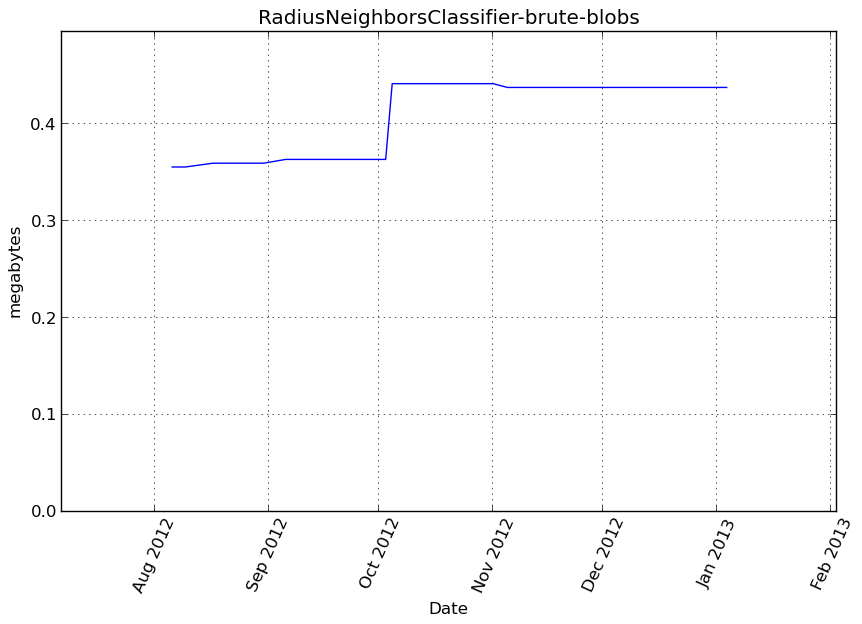 RadiusNeighborsClassifier-brute-blobs
megabytes
0.4
0.3
0.2
0.1
0.0
Aug 2012
Sep 2012
Oct 2012
Nov 2012
Dec 2012
Jan 2013
Feb 2013
Date